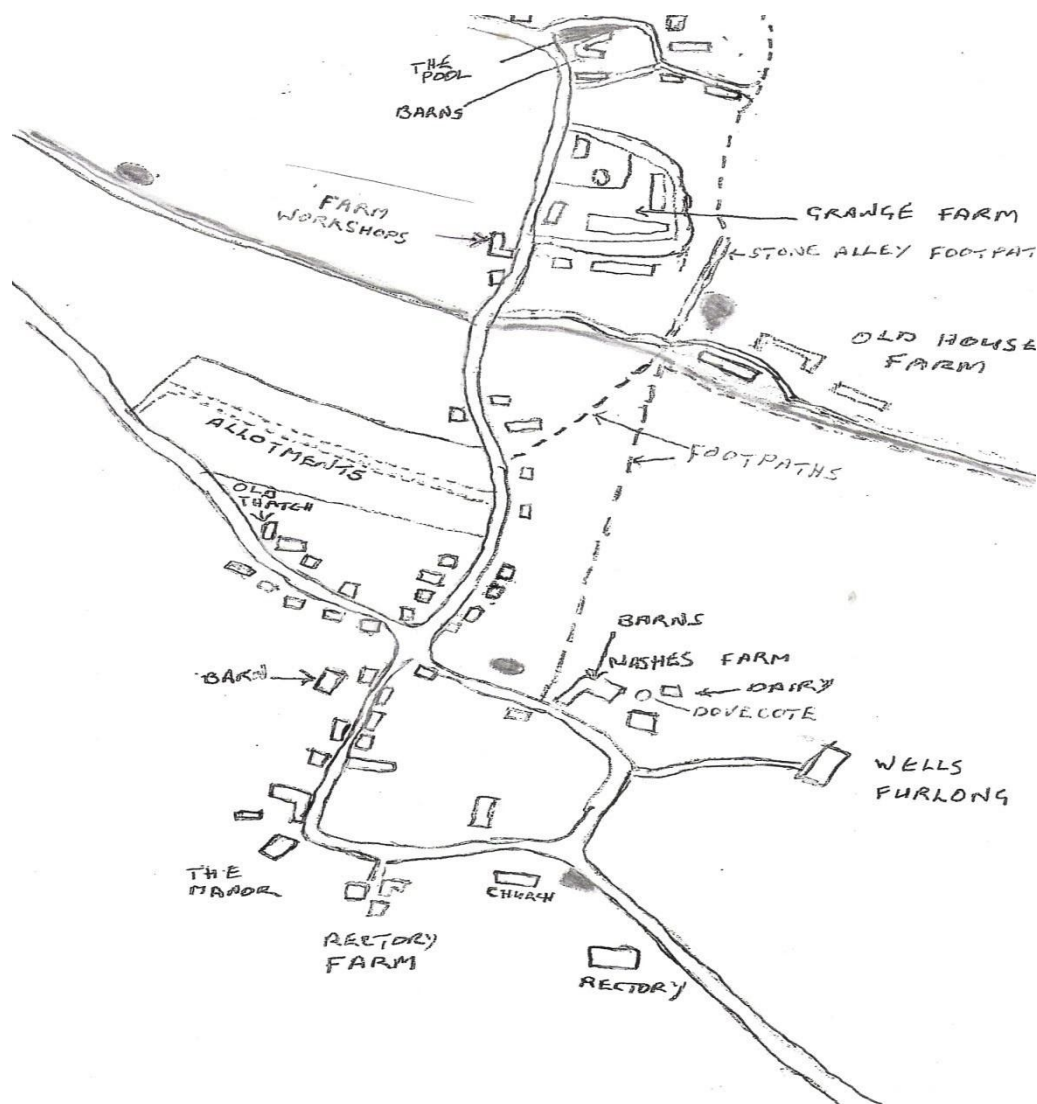 THE
POOL
BARNS
FARM
WORKSHOPS
GRANGE FARM
STONE ALLEY FOOTPAT
OLD HOUSE
FARM
ALLOTMENTS
FOOTPATHS
OLD
THATCH
BARNS
NASHES FARM
DAIRY
DOVECOTE
BARN
WELLS
FURLONG
THE
MANOR
CHURCH
RECTORY
FARM
RECTORY